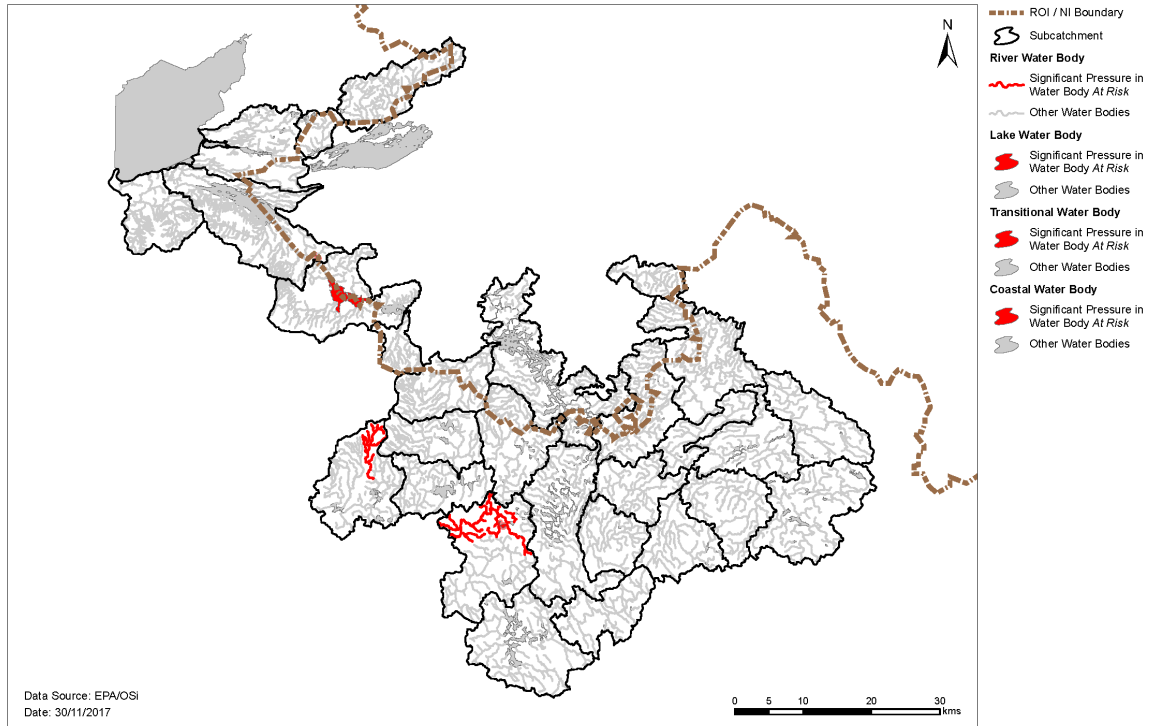 N
ROI / NI Boundary
Subcatchment
River Water Body
Significant Pressure in
Water Body At Risk
Other Water Bodies
Lake Water Body
Significant Pressure in
Water Body At Risk
Other Water Bodies
Transitional Water Body
Significant Pressure in
Water Body At Risk
Other Water Bodies
Coastal Water Body
Significant Pressure in
Water Body At Risk
Other Water Bodies
Data Source: EPA/OSi
Date: 30/11/2017
0 5 10 20 30
kms